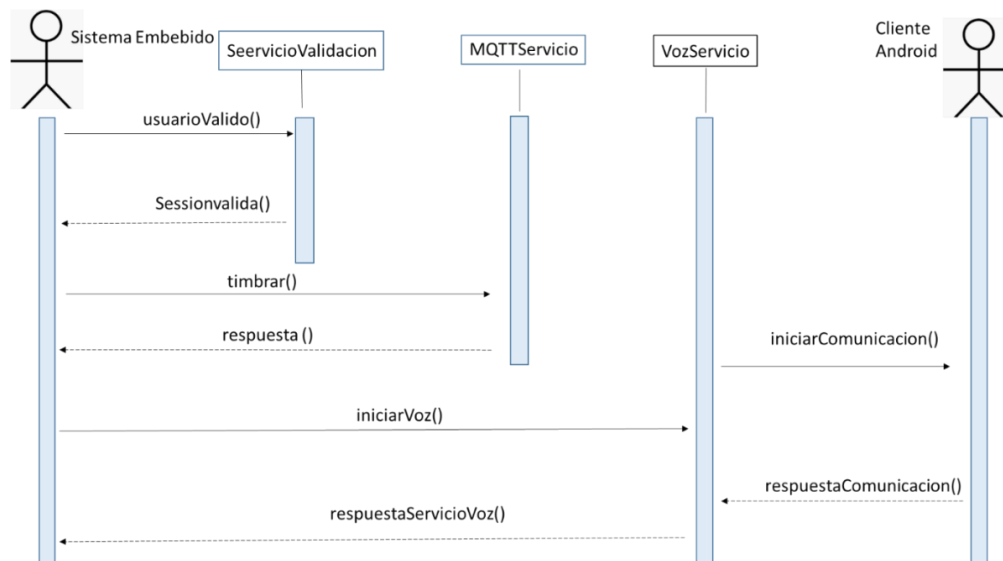 Sistema Embebido
SeervicioValidacion
MQTTServicio
VozServicio
Cliente
Android
usuarioValido()
Sessionvalida()
timbrar()
respuesta ()
iniciarComunicacion()
iniciarVoz()
respuestaComunicacion()
respuestaServicioVoz()